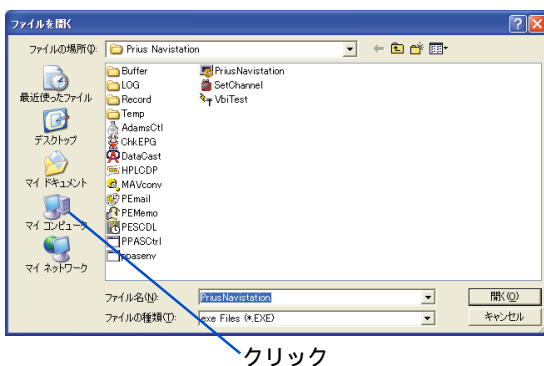 ファイルを開く
ファイルの場所(I):
Prius Navistation
最近使ったファイル
デスクトップ
マイ ドキュメント
マイ コンピュータ
マイ ネットワーク
Buffer
LOG
Record
Temp
AdamsCtl
ChkEPG
DataCast
HPLCDP
MAVconv
PEmail
PEMemo
PESCDL
PPASCtrl
ppasenv
PriusNavistation
SetChannel
VbiTest
ファイル名(N):
PriusNavistation
開く(O)
ファイルの種類(T):
exe Files (*.EXE)
キャンセル
クリック